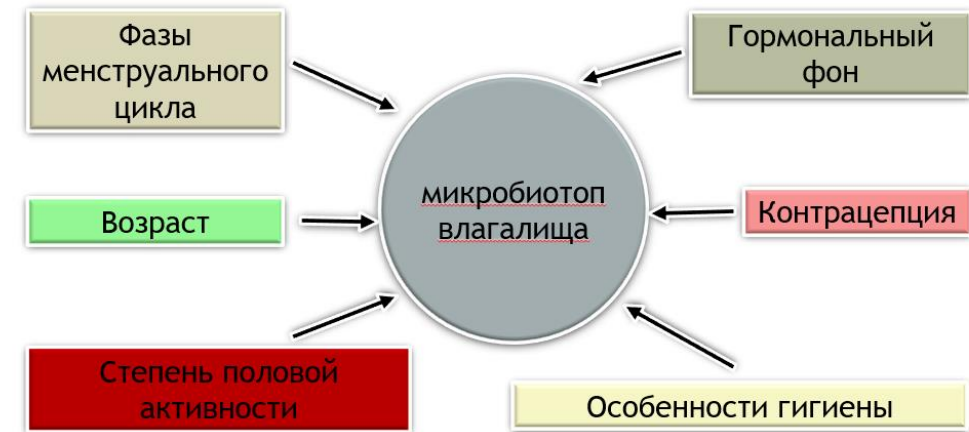 Фазы
менструального
цикла
Гормональный
фон
микробиотоп
влагалища
Возраст
Контрацепция
Степень половой
активности
Особенности гигиены